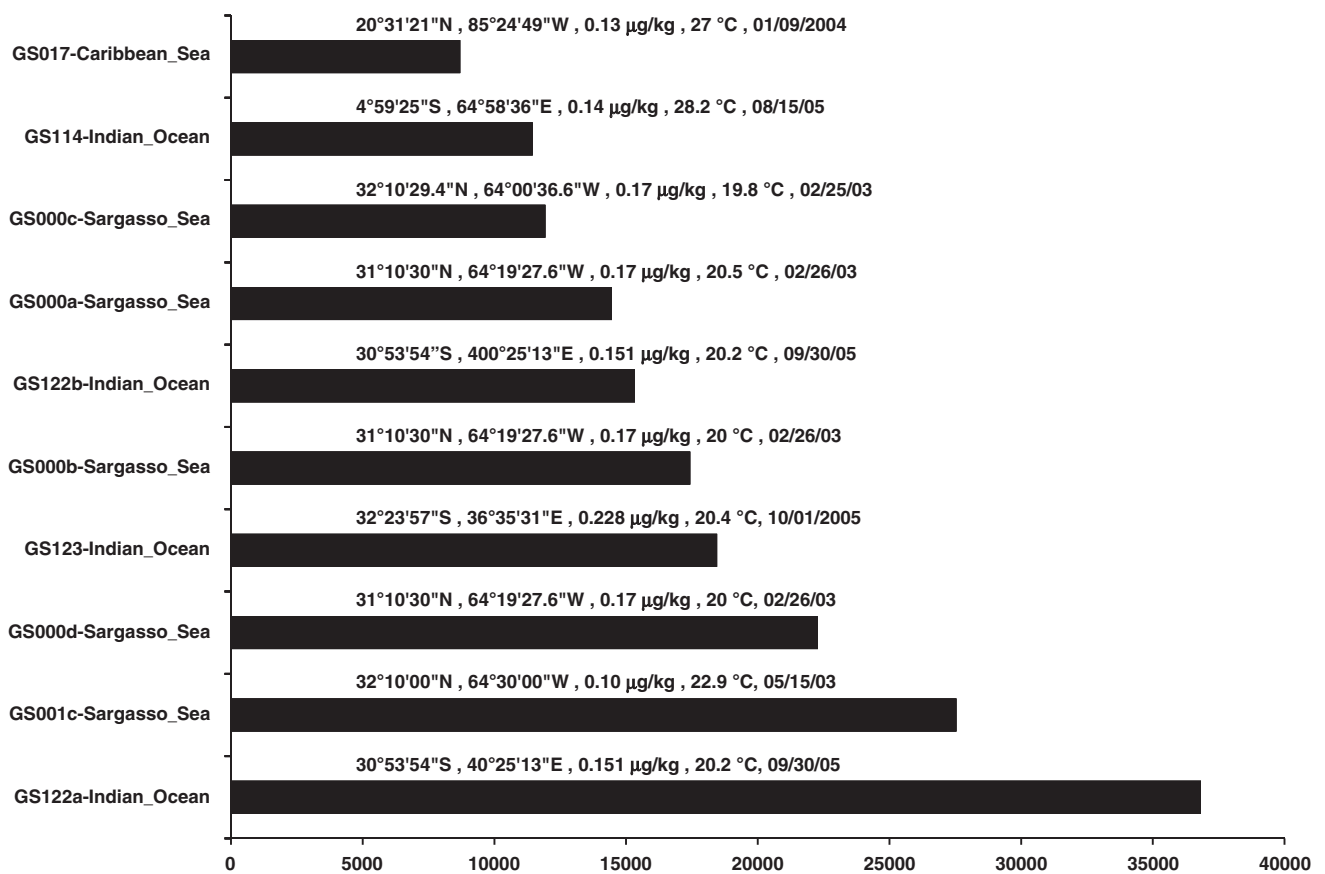 20°31'21"N , 85°24'49"W , 0.13 µg/kg , 27 °C , 01/09/2004
GS017-Caribbean_Sea
4°59'25"S , 64°58'36"E , 0.14 µg/kg , 28.2 °C , 08/15/05
GS114-Indian_Ocean
32°10'29.4"N , 64°00'36.6"W , 0.17 µg/kg , 19.8 °C , 02/25/03
GS000c-Sargasso_Sea
31°10'30"N , 64°19'27.6"W , 0.17 µg/kg , 20.5 °C , 02/26/03
GS000a-Sargasso_Sea
30°53'54”S , 400°25'13"E , 0.151 µg/kg , 20.2 °C , 09/30/05
GS122b-Indian_Ocean
31°10'30"N , 64°19'27.6"W , 0.17 µg/kg , 20 °C , 02/26/03
GS000b-Sargasso_Sea
32°23'57"S , 36°35'31"E , 0.228 µg/kg , 20.4 °C, 10/01/2005
GS123-Indian_Ocean
31°10'30"N , 64°19'27.6"W , 0.17 µg/kg , 20 °C, 02/26/03
GS000d-Sargasso_Sea
32°10'00"N , 64°30'00"W , 0.10 µg/kg , 22.9 °C, 05/15/03
GS001c-Sargasso_Sea
30°53'54"S , 40°25'13"E , 0.151 µg/kg , 20.2 °C, 09/30/05
GS122a-Indian_Ocean
0 5000 10000 15000 20000 25000 30000 35000 40000